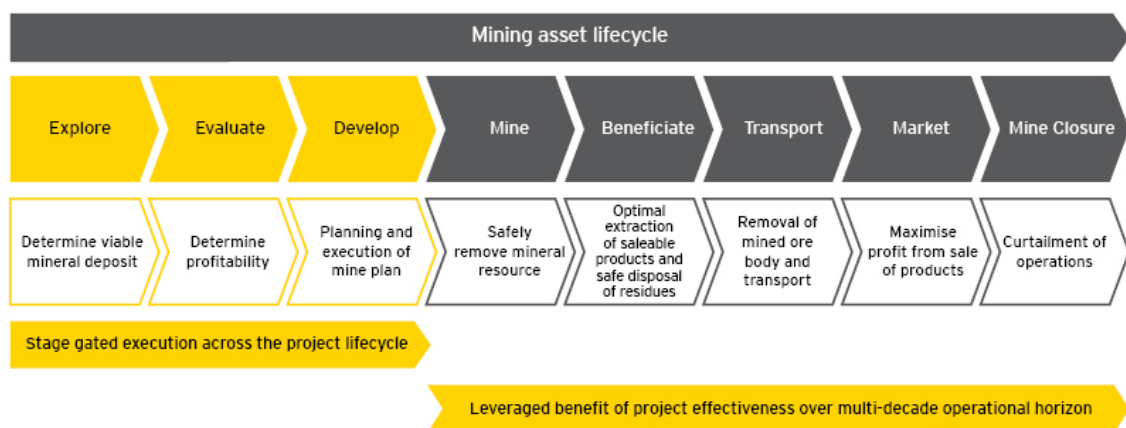 Mining asset lifecycle
Explore
Evaluate
Develop
Mine
Beneficiate
Transport
Market
Mine Closure
Determine viable
mineral deposit
Determine
profitability
Planning and
execution of
mine plan
Safely
remove mineral
resource
Optimal
extraction
of saleable
products and
safe disposal
of residues
Removal of
mined ore
body and
transport
Maximise
profit from sale
of products
Curtailment of
operations
Stage gated execution across the project lifecycle
Leveraged benefit of project effectiveness over multi-decade operational horizon